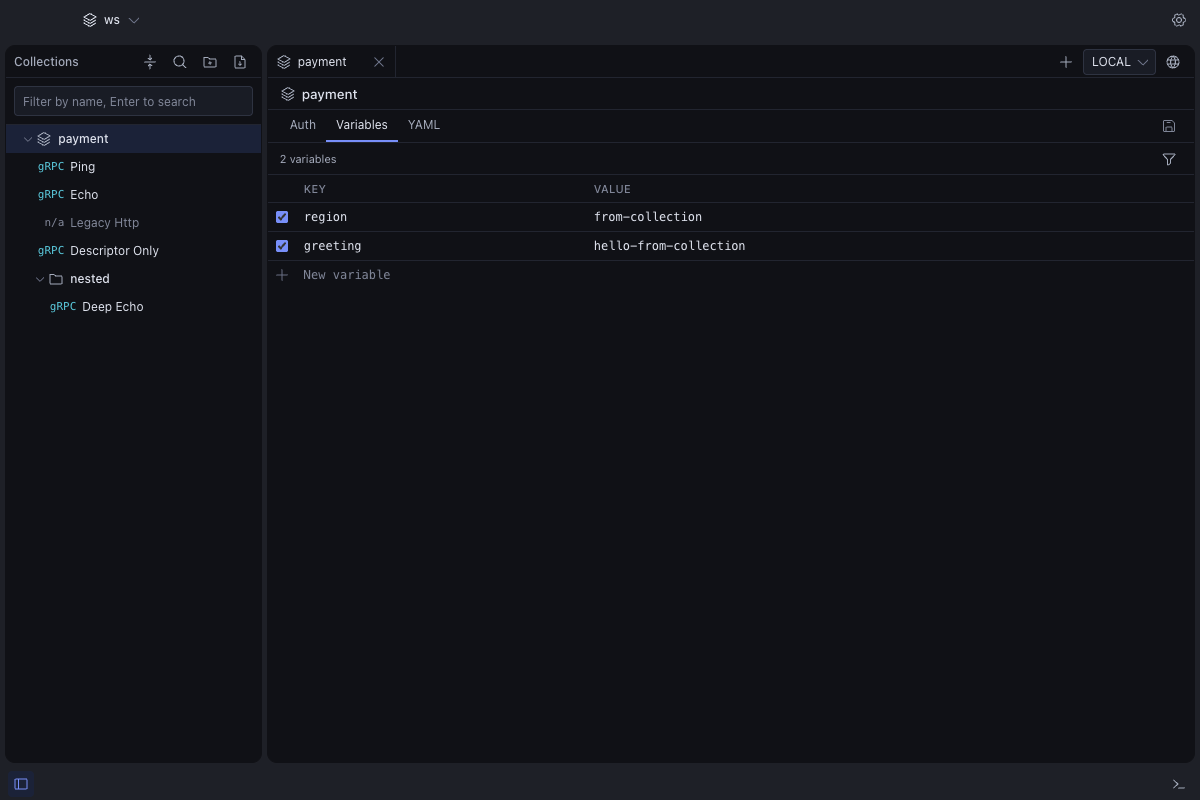 ws
Collections
payment
LOCAL
Filter by name, Enter to search
payment
payment
gRPC Ping
gRPC Echo
n/a Legacy Http
gRPC Descriptor Only
nested
gRPC Deep Echo
Auth Variables YAML
2 variables
KEY VALUE
region from-collection
greeting hello-from-collection
New variable